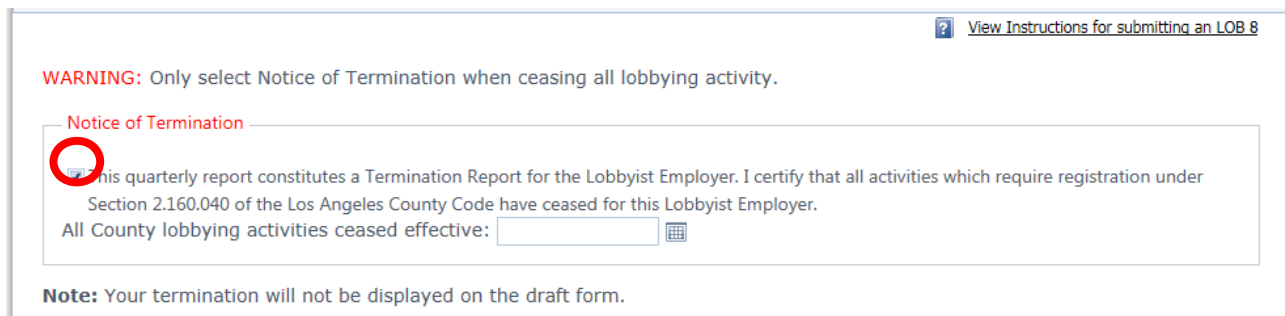 View Instructions for submitting an LOB 8
WARNING: Only select Notice of Termination when ceasing all lobbying activity.
Notice of Termination
This quarterly report constitutes a Termination Report for the Lobbyist Employer. I certify that all activities which require registration under
Section 2.160.040 of the Los Angeles County Code have ceased for this Lobbyist Employer.
All County lobbying activities ceased effective:
Note: Your termination will not be displayed on the draft form.